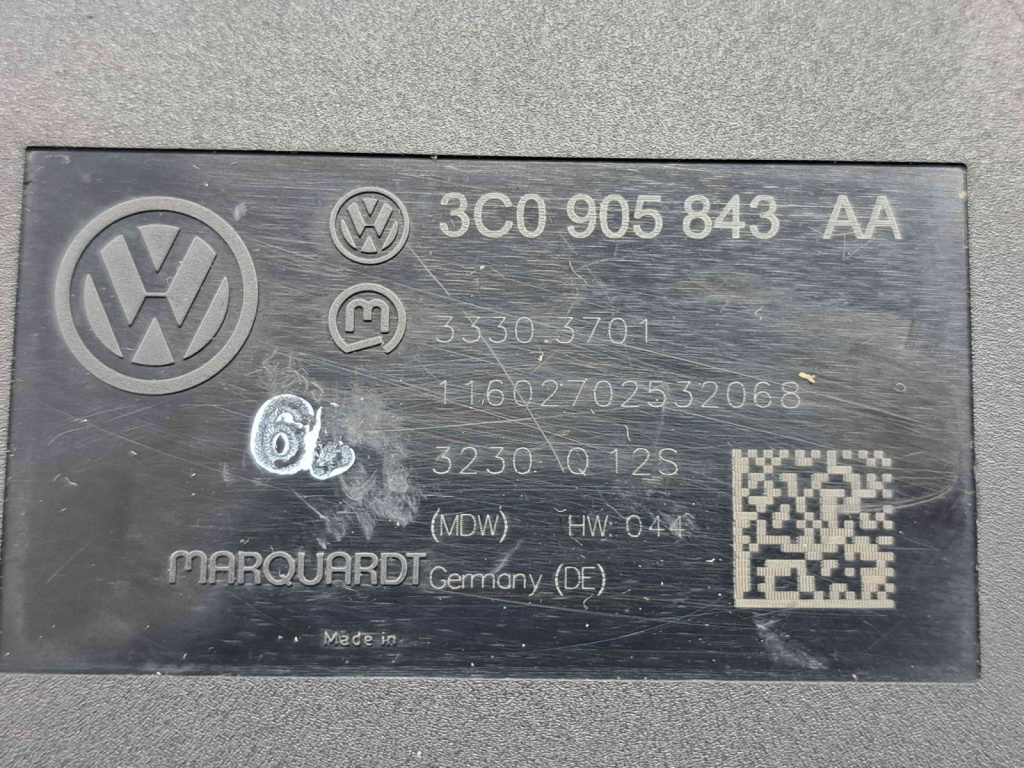 3C0 905 843 AA
3330.3701
11602702532068
3230 Q 12S
(MDW) HW: 044
MARQUARDT
Germany (DE)
Made in